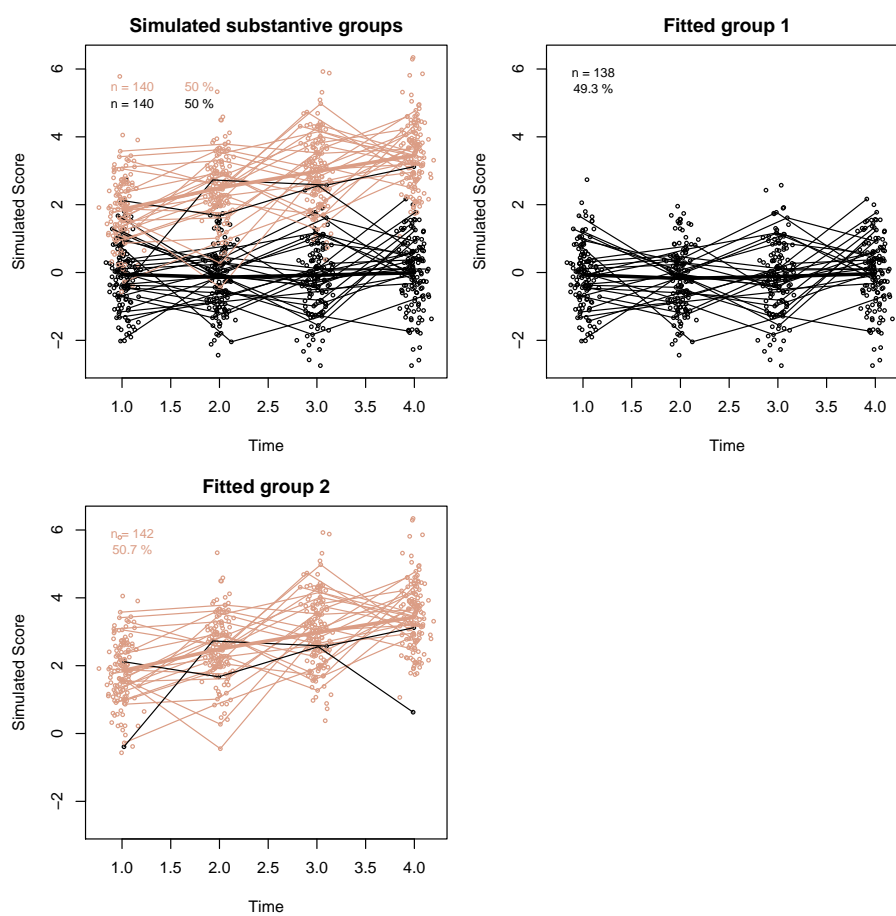 Simulated substantive groups
Simulated Score
6
4
2
0
−2
n = 140 50 %
n = 140 50 %
1.0 1.5 2.0 2.5 3.0 3.5 4.0
Time
Fitted group 1
Simulated Score
6
4
2
0
−2
n = 138
49.3 %
1.0 1.5 2.0 2.5 3.0 3.5 4.0
Time
Fitted group 2
Simulated Score
6
4
2
0
−2
n = 142
50.7 %
1.0 1.5 2.0 2.5 3.0 3.5 4.0
Time